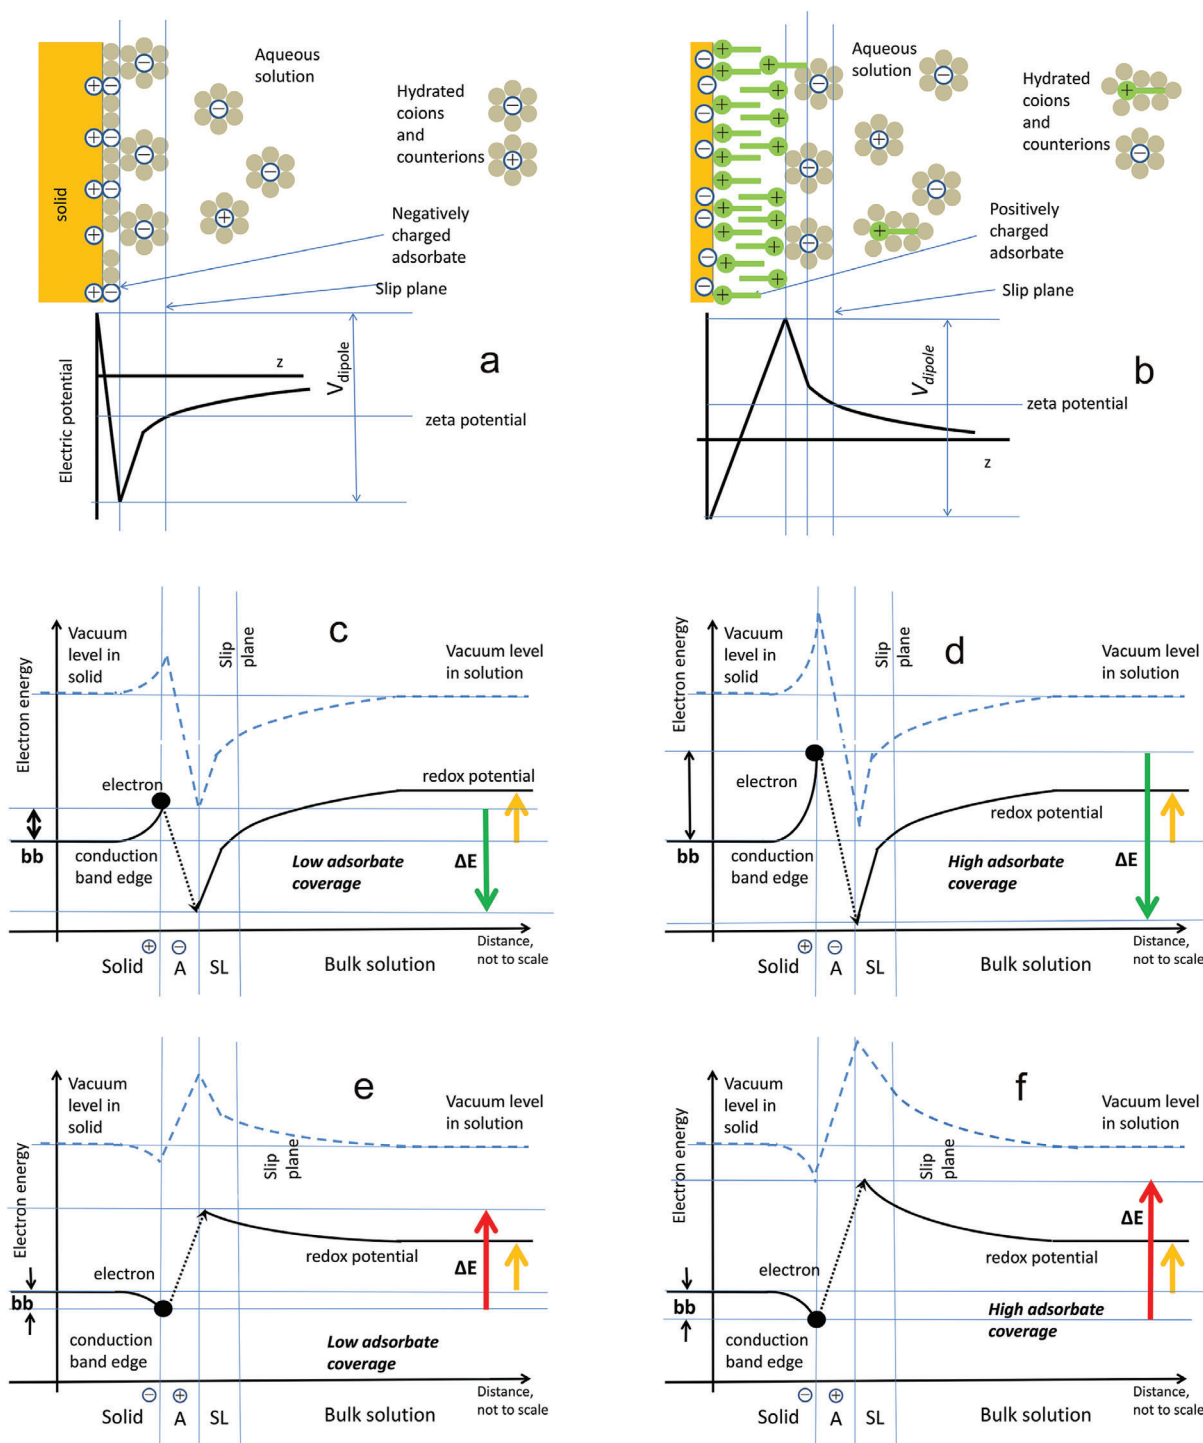 Aqueous
solution
Hydrated
coions
and
counterions
solid
Negatively
charged
adsorbate
Slip plane
Electric potential
z
V dipole
a
zeta potential
Aqueous
solution
Hydrated
coions
and
counterions
Positively
charged
adsorbate
Slip plane
V dipole
b
zeta potential
z
Electron energy
Vacuum
level in
solid
c
Slip
plane
Vacuum level
in solution
electron
redox potential
bb
conduction
band edge
Low adsorbate
coverage
ΔE
+ −
Solid A SL Bulk solution
Distance,
not to scale
Electron energy
Vacuum
level in
solid
Slip
plane
d
Vacuum level
in solution
electron
redox potential
bb
conduction
band edge
High adsorbate
coverage
ΔE
+ −
Solid A SL Bulk solution
Distance,
not to scale
Electron energy
Vacuum
level in
solid
e
Vacuum level
in solution
Slip
plane
electron
redox potential
ΔE
bb
conduction
band edge
Low adsorbate
coverage
− +
Solid A SL Bulk solution
Distance,
not to scale
Electron energy
Vacuum
level in
solid
f
Vacuum level
in solution
Slip
plane
ΔE
electron
redox potential
bb
conduction
band edge
High adsorbate
coverage
− +
Solid A SL Bulk solution
Distance,
not to scale